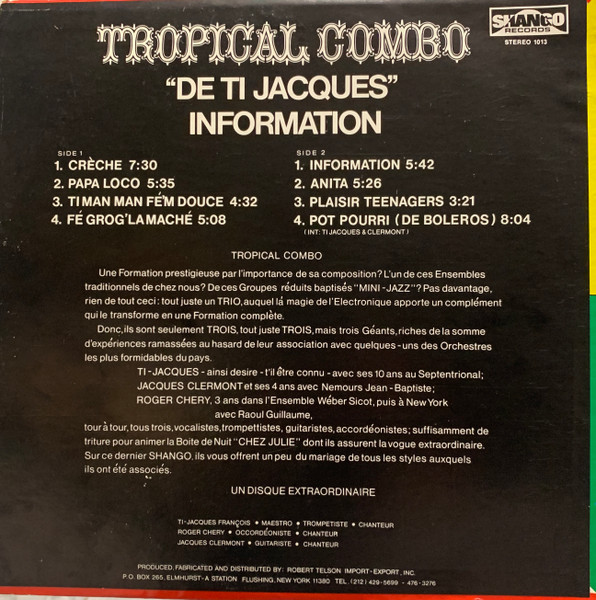 TROPICAL COMBO
SHANGO
RECORDS
STEREO 1013
"DE TI JACQUES"
INFORMATION
SIDE 1
1. CRÈCHE 7:30
2. PAPA LOCO 5:35
3. TI MAN MAN FÉ'M DOUCE 4:32
4. FÉ GROG'LA MACHÉ 5:08
SIDE 2
1. INFORMATION 5:42
2. ANITA 5:26
3. PLAISIR TEENAGERS 3:21
4. POT POURRI (DE BOLEROS) 8:04
(INT: TI JACQUES & CLERMONT)
TROPICAL COMBO
Une Formation prestigieuse par l'importance de sa composition? L'un de ces Ensembles
traditionnels de chez nous? De ces Groupes réduits baptisés "MINI-JAZZ"? Pas davantage,
rien de tout ceci: tout juste un TRIO, auquel la magie de l'Electronique apporte un complément
qui le transforme en une Formation complète.
Donc, ils sont seulement TROIS, tout juste TROIS, mais trois Géants, riches de la somme
d'expériences ramassées au hasard de leur association avec quelques-uns des Orchestres
les plus formidables du pays.
TI-JACQUES - ainsi desire - t'il être connu - avec ses 10 ans au Septentrional;
JACQUES CLERMONT et ses 4 ans avec Nemours Jean-Baptiste;
ROGER CHERY, 3 ans dans l'Ensemble Wéber Sicot, puis à New York
avec Raoul Guillaume,
tour à tour, tous trois, vocalistes, trompettistes, guitaristes, accordéonistes; suffisamment de
triture pour animer la Boite de Nuit "CHEZ JULIE" dont ils assurent la vogue extraordinaire.
Sur ce dernier SHANGO, ils vous offrent un peu du mariage de tous les styles auxquels
ils ont été associés.
UN DISQUE EXTRAORDINAIRE
TI-JACQUES FRANÇOIS • MAESTRO • TROMPETISTE • CHANTEUR
ROGER CHERY • OCCORDÉONISTE • CHANTEUR
JACQUES CLERMONT • GUITARISTE • CHANTEUR
PRODUCED, FABRICATED AND DISTRIBUTED BY: ROBERT TELSON IMPORT-EXPORT, INC.
P.O. BOX 265, ELMHURST-A STATION FLUSHING, NEW YORK 11380 TEL. (212) 429-5699 - 476-3276